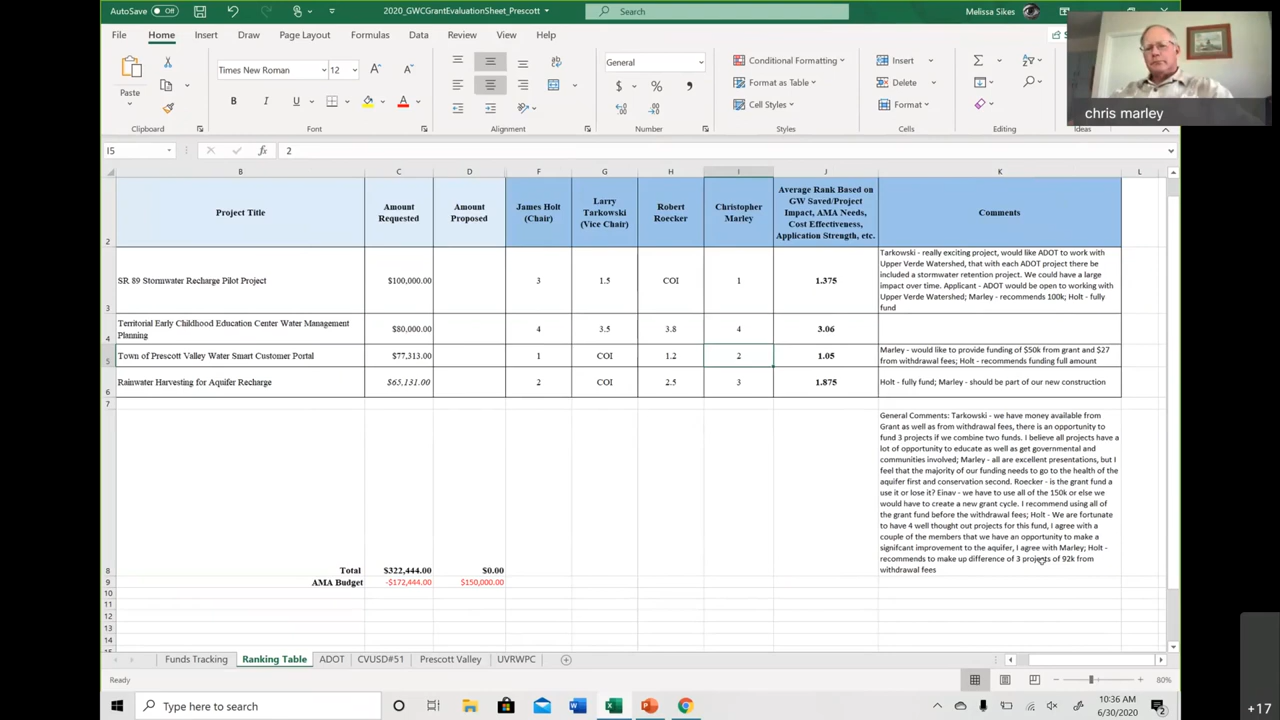 AutoSave Off
2020_GWCGrantEvaluationSheet_Prescott
Search
Melissa Sikes
File Home Insert Draw Page Layout Formulas Data Review View Help
Paste
Times New Roman 12
B I U A
General
$ % ,
Conditional Formatting
Format as Table
Cell Styles
Insert
Delete
Format
Clipboard Font Alignment Number Styles Cells Editing Ideas
chris marley
I5
fx 2
B C D F G H I J K L
Project Title
Amount
Requested
Amount
Proposed
James Holt
(Chair)
Larry
Tarkowski
(Vice Chair)
Robert
Roecker
Christopher
Marley
Average Rank Based on
GW Saved/Project
Impact, AMA Needs,
Cost Effectiveness,
Application Strength, etc.
Comments
2
SR 89 Stormwater Recharge Pilot Project $100,000.00 3 1.5 COI 1 1.375
Tarkowski - really exciting project, would like ADOT to work with
Upper Verde Watershed, that with each ADOT project there be
included a stormwater retention project. We could have a large
impact over time. Applicant - ADOT would be open to working with
Upper Verde Watershed; Marley - recommends 100k; Holt - fully
fund
3
Territorial Early Childhood Education Center Water Management
Planning
$80,000.00 3.5 3.8 4 3.06
4
4
Town of Prescott Valley Water Smart Customer Portal $77,313.00 1 COI 1.2 2 1.05
Marley - would like to provide funding of $50k from grant and $27
from withdrawal fees; Holt - recommends funding full amount
5
Rainwater Harvesting for Aquifer Recharge $65,131.00 2 COI 2.5 3 1.875
Holt - fully fund; Marley - should be part of our new construction
6
7
General Comments: Tarkowski - we have money available from
Grant as well as from withdrawal fees, there is an opportunity to
fund 3 projects if we combine two funds. I believe all projects have a
lot of opportunity to educate as well as get governmental and
communities involved; Marley - all are excellent presentations, but I
feel that the majority of our funding needs to go to the health of the
aquifer first and conservation second. Roecker - is the grant fund a
use it or lose it? Einav - we have to use all of the 150k or else we
would have to create a new grant cycle. I recommend using all of
the grant fund before the withdrawal fees; Holt - We are fortunate
to have 4 well thought out projects for this fund, I agree with a
couple of the members that we have an opportunity to make a
signifcant improvement to the aquifer, I agree with Marley; Holt -
recommends to make up difference of 3 projects of 92k from
withdrawal fees
8 Total $322,444.00 $0.00
9 AMA Budget -$172,444.00 $150,000.00
10
11
12
13
14
Funds Tracking Ranking Table ADOT CVUSD#51 Prescott Valley UVRWPC
Ready
80%
Type here to search
10:36 AM
6/30/2020
2
+17